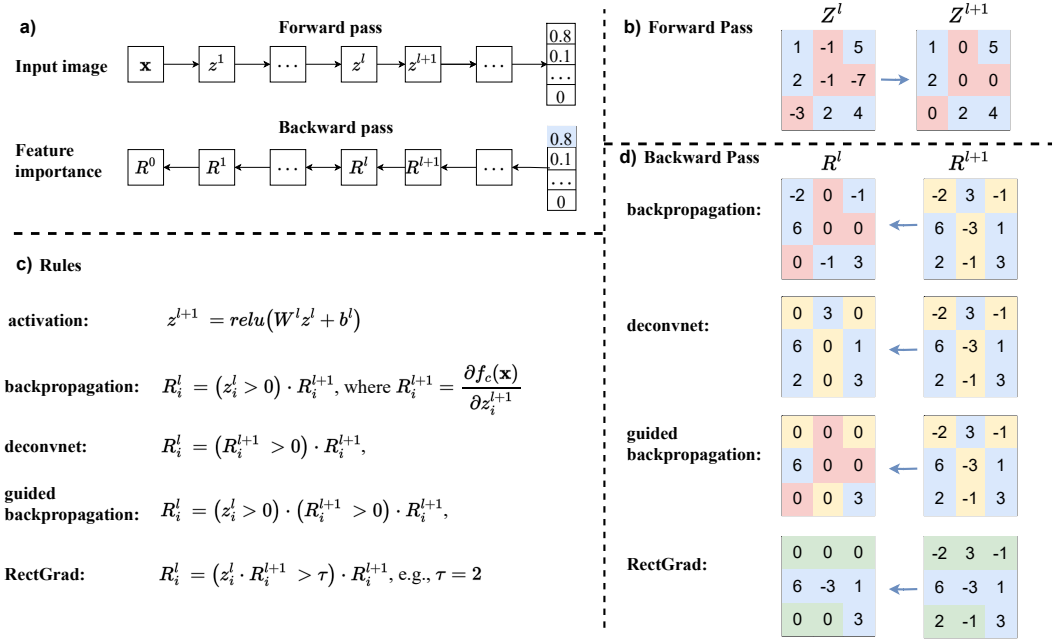 a)
Forward pass
Input image
x z^1 ... z^l z^{l+1} ...
0.8
0.1
...
0
Backward pass
Feature
importance
R^0 R^1 ... R^l R^{l+1} ...
0.8
0.1
...
0
b) Forward Pass
Z^l Z^{l+1}
1 -1 5 1 0 5
2 -1 -7 2 0 0
-3 2 4 0 2 4
c) Rules
activation: z^{l+1} = relu(W^l z^l + b^l)
backpropagation: R_i^l = (z_i^l > 0) · R_i^{l+1}, where R_i^{l+1} = ∂f_c(x) / ∂z_i^{l+1}
deconvnet: R_i^l = (R_i^{l+1} > 0) · R_i^{l+1},
guided
backpropagation: R_i^l = (z_i^l > 0) · (R_i^{l+1} > 0) · R_i^{l+1},
RectGrad: R_i^l = (z_i^l · R_i^{l+1} > τ) · R_i^{l+1}, e.g., τ = 2
d) Backward Pass
R^l R^{l+1}
backpropagation:
-2 0 -1 -2 3 -1
6 0 0 6 -3 1
0 -1 3 2 -1 3
deconvnet:
0 3 0 -2 3 -1
6 0 1 6 -3 1
2 0 3 2 -1 3
guided
backpropagation:
0 0 0 -2 3 -1
6 0 0 6 -3 1
0 0 3 2 -1 3
RectGrad:
0 0 0 -2 3 -1
6 -3 1 6 -3 1
0 0 3 2 -1 3